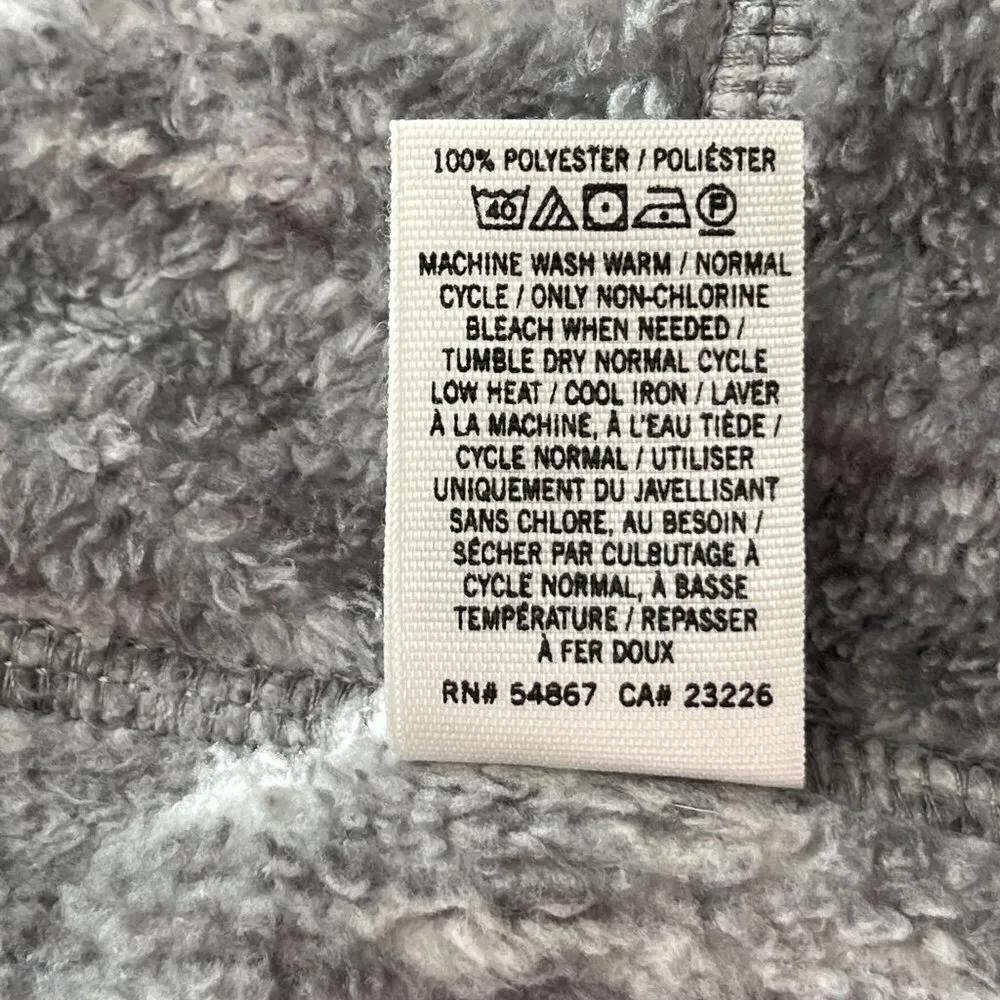 100% POLYESTER / POLIÉSTER
40 P
MACHINE WASH WARM / NORMAL
CYCLE / ONLY NON-CHLORINE
BLEACH WHEN NEEDED /
TUMBLE DRY NORMAL CYCLE
LOW HEAT / COOL IRON / LAVER
À LA MACHINE, À L'EAU TIÈDE /
CYCLE NORMAL / UTILISER
UNIQUEMENT DU JAVELLISANT
SANS CHLORE, AU BESOIN /
SÉCHER PAR CULBUTAGE À
CYCLE NORMAL, À BASSE
TEMPÉRATURE / REPASSER
À FER DOUX
RN# 54867 CA# 23226